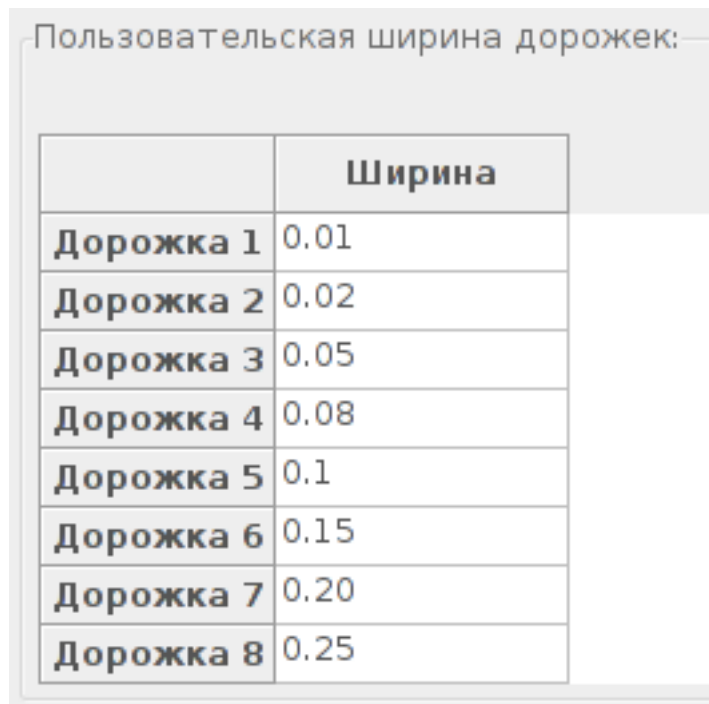 Пользовательская ширина дорожек:
Ширина
Дорожка 1 0.01
Дорожка 2 0.02
Дорожка 3 0.05
Дорожка 4 0.08
Дорожка 5 0.1
Дорожка 6 0.15
Дорожка 7 0.20
Дорожка 8 0.25